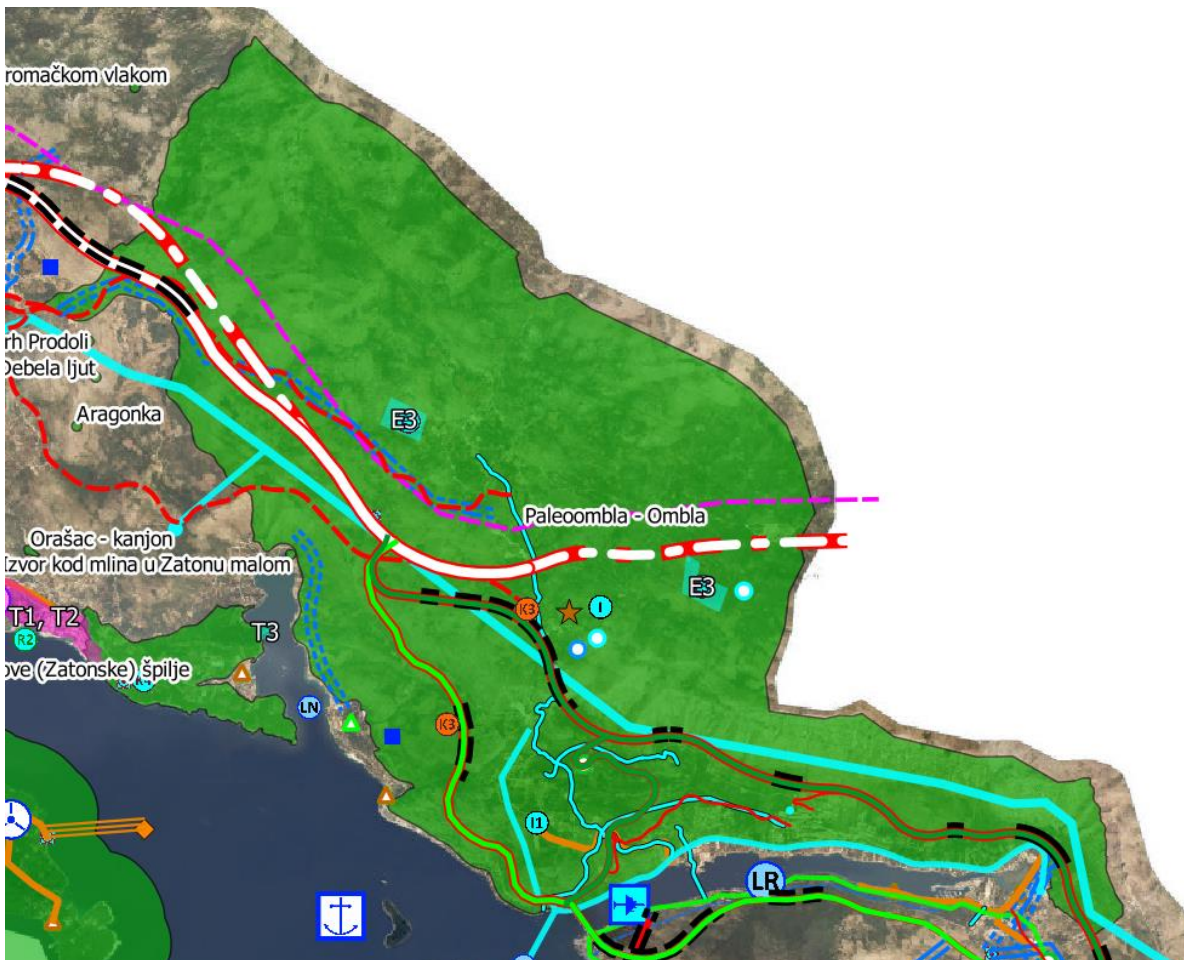 romačkom vlakom
rh Prodoli
Debela ljut
Aragonka
E3
Paleoombla - Ombla
Orašac - kanjon
Izvor kod mlina u Zatonu malom
E3
K3
I
T1, T2
T3
R2
ove (Zatonske) špilje
LN
K3
I1
LR